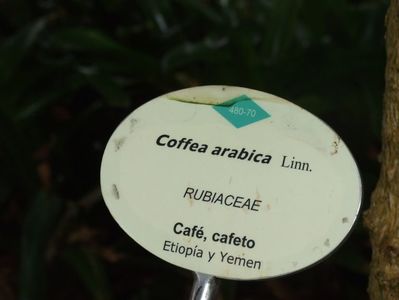 480-70
Coffea arabica Linn.
RUBIACEAE
Café, cafeto
Etiopía y Yemen